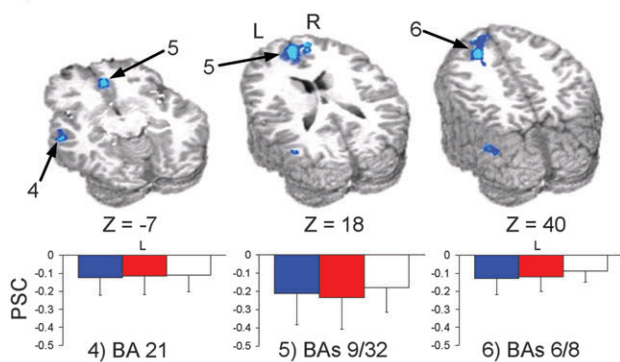 5
L R
5
6
4
Z = -7
Z = 18
Z = 40
L
L
PSC
0
-0.1
-0.2
-0.3
-0.4
-0.5
0
-0.1
-0.2
-0.3
-0.4
-0.5
0
-0.1
-0.2
-0.3
-0.4
-0.5
4) BA 21
5) BAs 9/32
6) BAs 6/8